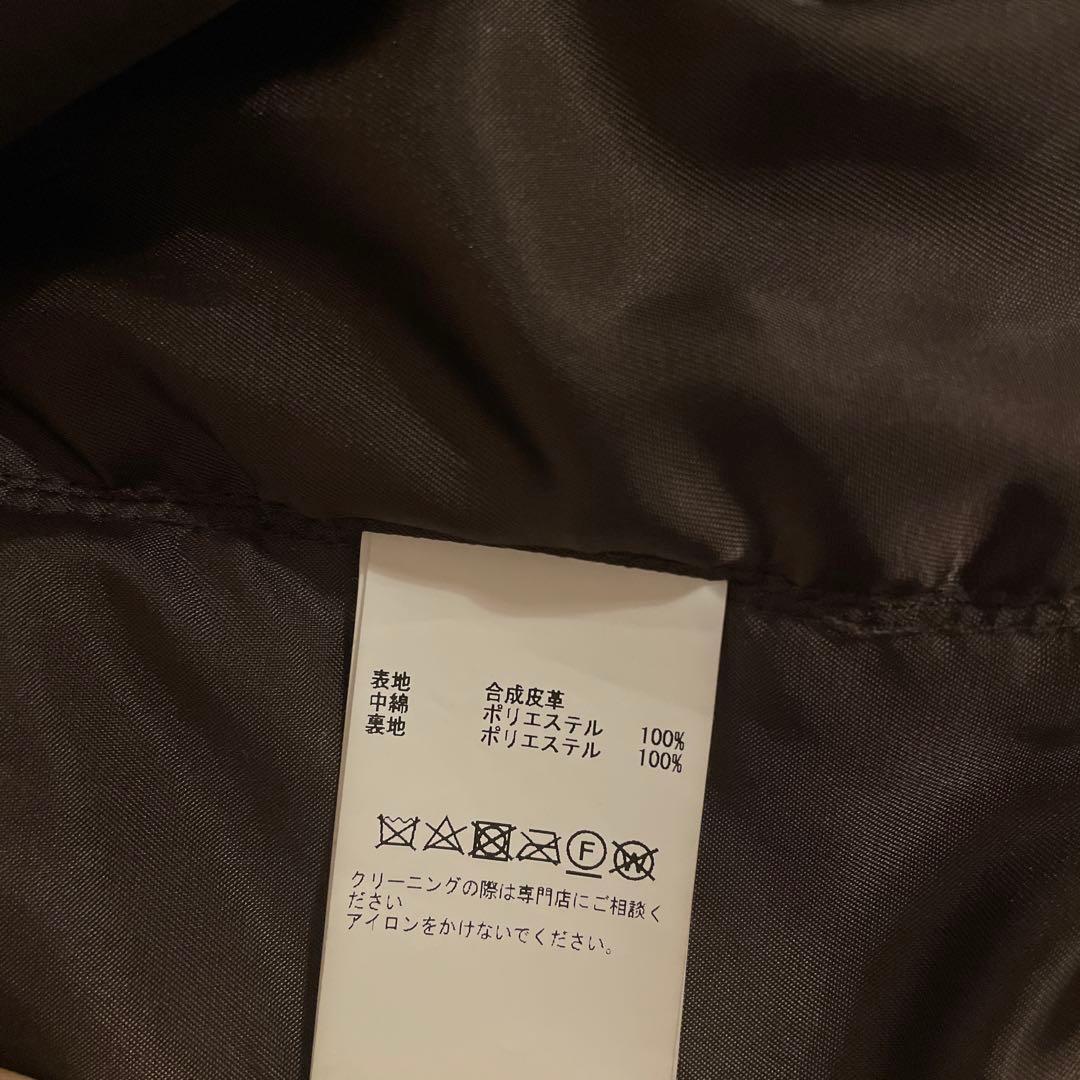 表地 合成皮革
中綿 ポリエステル 100%
裏地 ポリエステル 100%
F W
クリーニングの際は専門店にご相談く
ださい
アイロンをかけないでください。